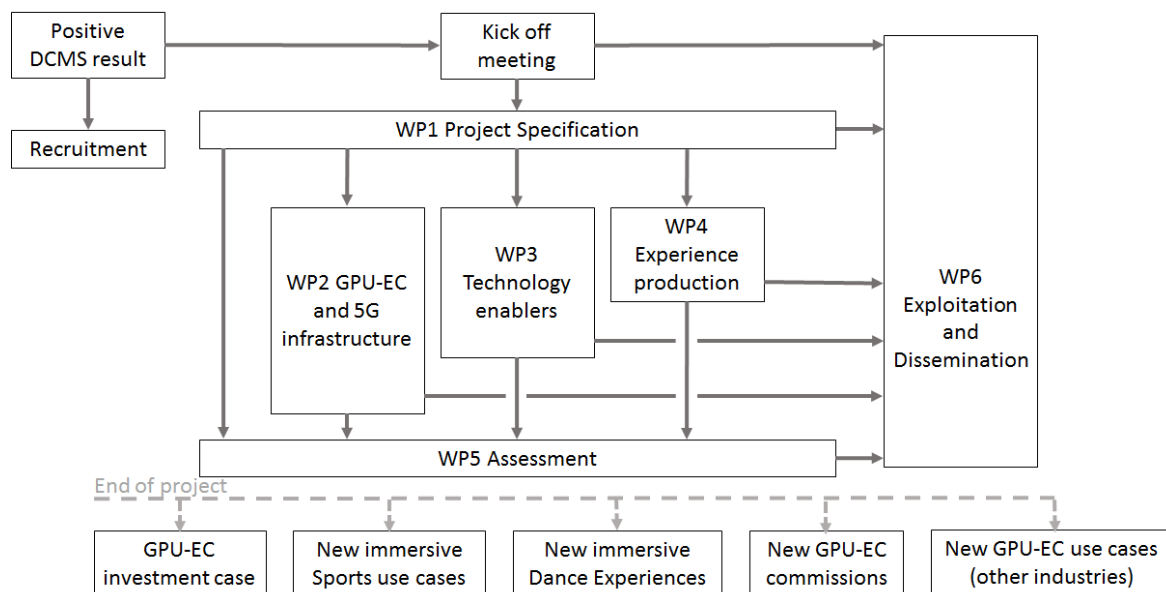 Positive
DCMS result
Kick off
meeting
Recruitment
WP1 Project Specification
WP2 GPU-EC
and 5G
infrastructure
WP3
Technology
enablers
WP4
Experience
production
WP6
Exploitation
and
Dissemination
WP5 Assessment
End of project
GPU-EC
investment case
New immersive
Sports use cases
New immersive
Dance Experiences
New GPU-EC
commissions
New GPU-EC use cases
(other industries)